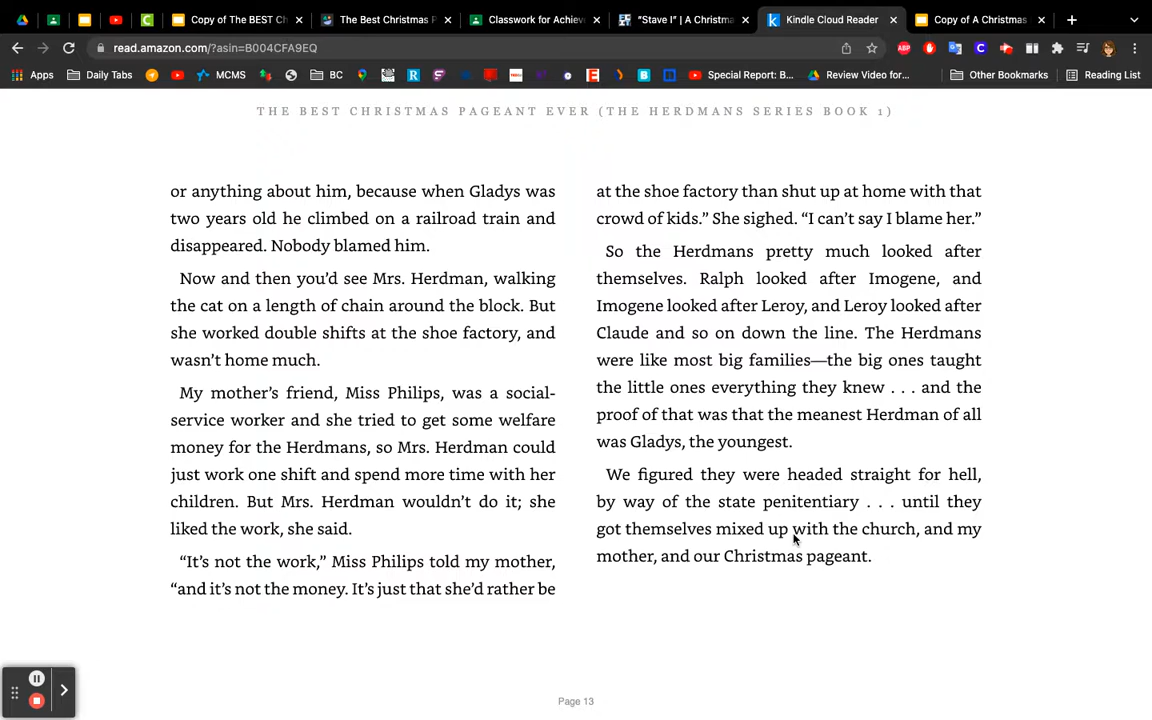 Copy of The BEST Ch
The Best Christmas P
Classwork for Achiev
"Stave I" | A Christma
Kindle Cloud Reader
Copy of A Christmas
read.amazon.com/?asin=B004CFA9EQ
Apps
Daily Tabs
MCMS
BC
Special Report: B...
Review Video for...
Other Bookmarks
Reading List
THE BEST CHRISTMAS PAGEANT EVER (THE HERDMANS SERIES BOOK 1)
or anything about him, because when Gladys was
two years old he climbed on a railroad train and
disappeared. Nobody blamed him.
Now and then you’d see Mrs. Herdman, walking
the cat on a length of chain around the block. But
she worked double shifts at the shoe factory, and
wasn’t home much.
My mother’s friend, Miss Philips, was a social-
service worker and she tried to get some welfare
money for the Herdmans, so Mrs. Herdman could
just work one shift and spend more time with her
children. But Mrs. Herdman wouldn’t do it; she
liked the work, she said.
“It’s not the work,” Miss Philips told my mother,
“and it’s not the money. It’s just that she’d rather be
at the shoe factory than shut up at home with that
crowd of kids.” She sighed. “I can’t say I blame her.”
So the Herdmans pretty much looked after
themselves. Ralph looked after Imogene, and
Imogene looked after Leroy, and Leroy looked after
Claude and so on down the line. The Herdmans
were like most big families—the big ones taught
the little ones everything they knew . . . and the
proof of that was that the meanest Herdman of all
was Gladys, the youngest.
We figured they were headed straight for hell,
by way of the state penitentiary . . . until they
got themselves mixed up with the church, and my
mother, and our Christmas pageant.
Page 13